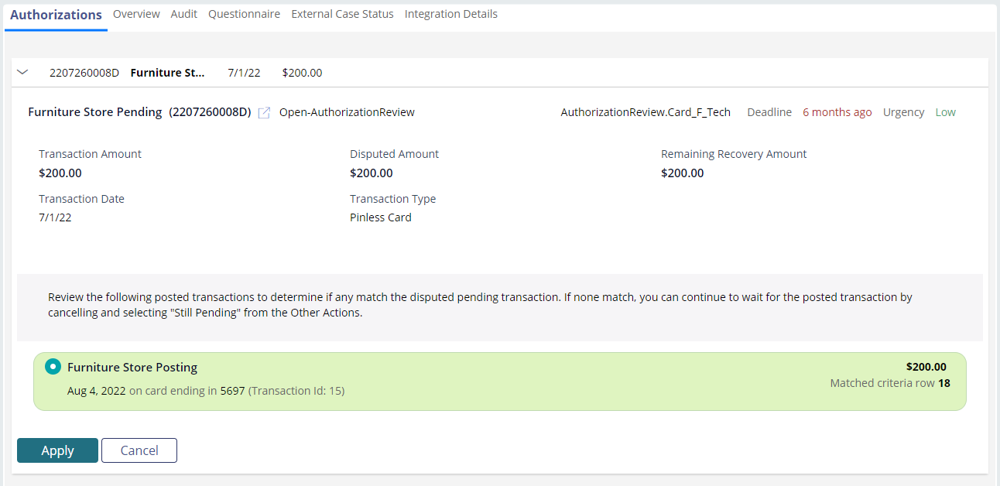 Authorizations Overview Audit Questionnaire External Case Status Integration Details
2207260008D Furniture St... 7/1/22 $200.00
Furniture Store Pending (2207260008D) Open-AuthorizationReview AuthorizationReview.Card_F_Tech Deadline 6 months ago Urgency Low
Transaction Amount Disputed Amount Remaining Recovery Amount
$200.00 $200.00 $200.00
Transaction Date Transaction Type
7/1/22 Pinless Card
Review the following posted transactions to determine if any match the disputed pending transaction. If none match, you can continue to wait for the posted transaction by
cancelling and selecting "Still Pending" from the Other Actions.
Furniture Store Posting $200.00
Aug 4, 2022 on card ending in 5697 (Transaction Id: 15) Matched criteria row 18
Apply Cancel